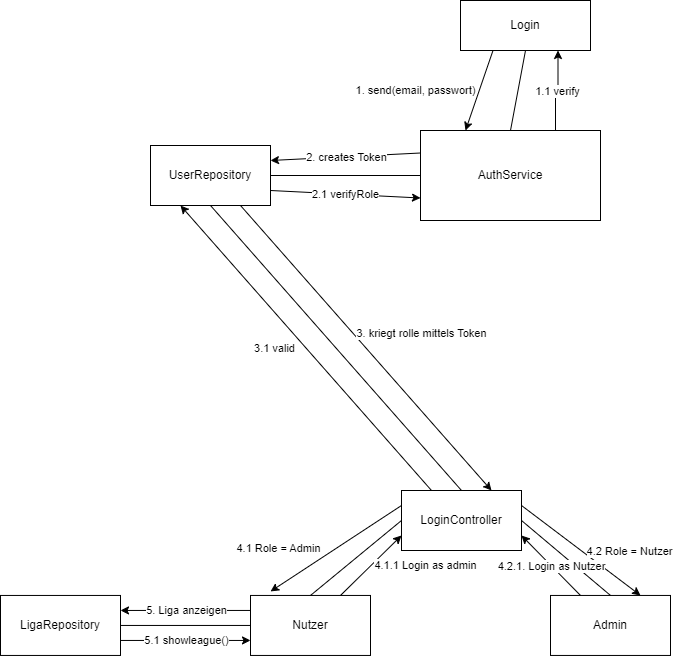 Login
1. send(email, passwort)
1.1 verify
UserRepository
2. creates Token
AuthService
2.1 verifyRole
3. kriegt rolle mittels Token
3.1 valid
LoginController
4.1 Role = Admin
4.2 Role = Nutzer
4.1.1 Login as admin
4.2.1. Login as Nutzer
LigaRepository
5. Liga anzeigen
Nutzer
Admin
5.1 showleague()